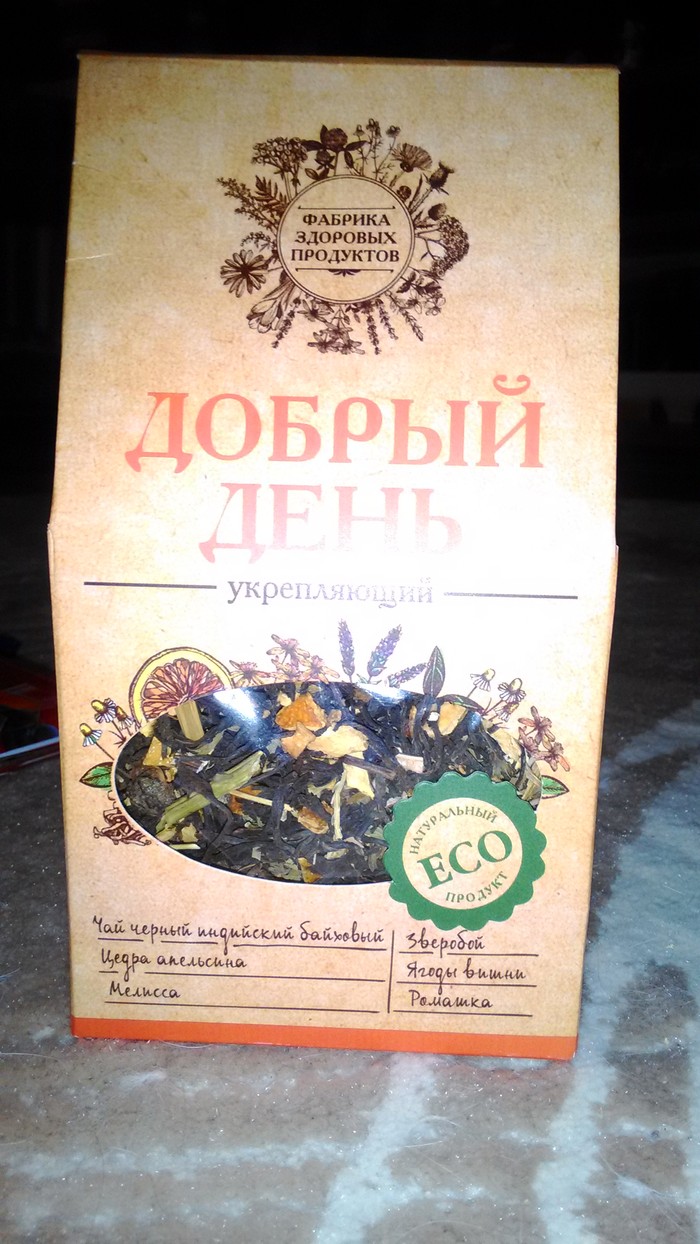 ФАБРИКА
ЗДОРОВЫХ
ПРОДУКТОВ
ДОБРЫЙ
ДЕНЬ
укрепляющий
НАТУРАЛЬНЫЙ
ECO
ПРОДУКТ
Чай черный индийский байховый
Цедра апельсина
Мелисса
Зверобой
Ягоды вишни
Ромашка